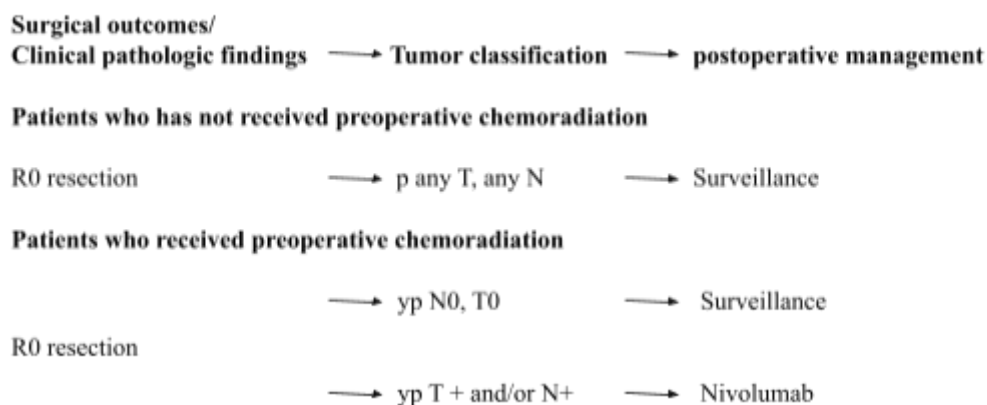 Surgical outcomes/
Clinical pathologic findings → Tumor classification → postoperative management
Patients who has not received preoperative chemoradiation
R0 resection → p any T, any N → Surveillance
Patients who received preoperative chemoradiation
→ yp N0, T0 → Surveillance
R0 resection
→ yp T + and/or N+ → Nivolumab